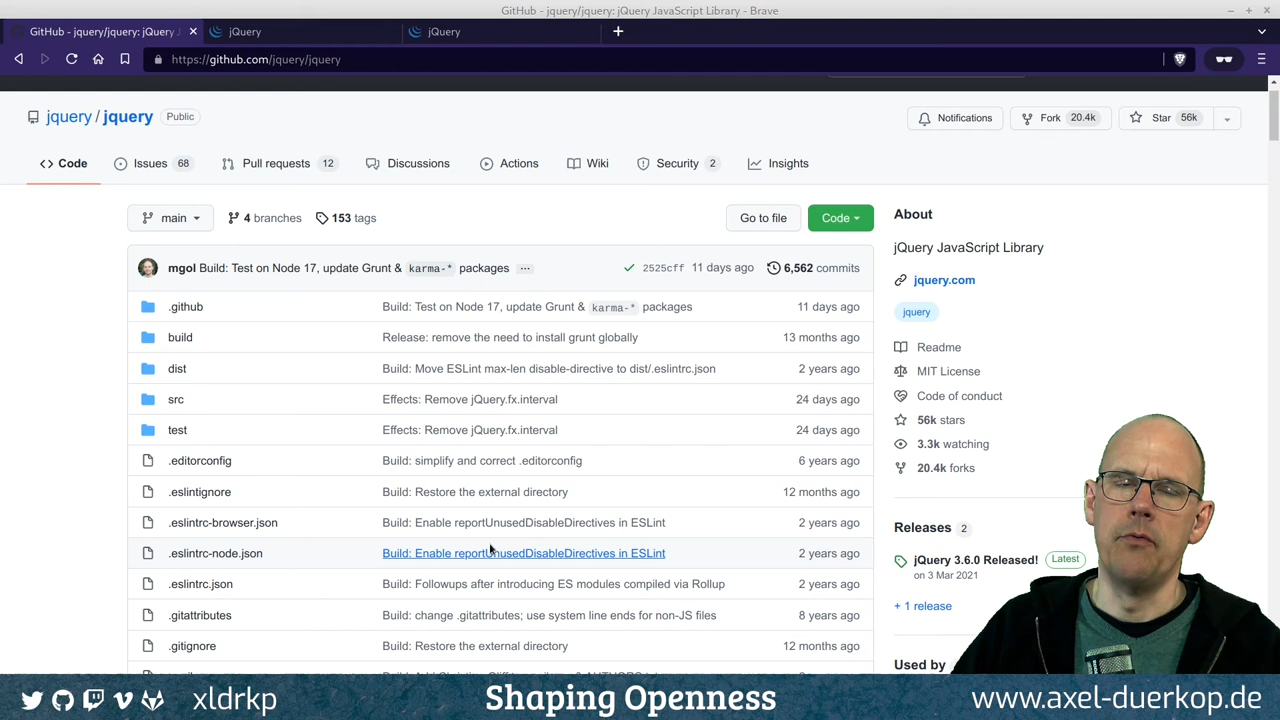 GitHub - jquery/jquery: jQuery JavaScript Library - Brave
GitHub - jquery/jquery: jQuery J
jQuery
jQuery
https://github.com/jquery/jquery
jquery / jquery Public
Notifications
Fork 20.4k
Star 56k
Code
Issues 68
Pull requests 12
Discussions
Actions
Wiki
Security 2
Insights
main
4 branches
153 tags
Go to file
Code
mgol Build: Test on Node 17, update Grunt & karma-* packages ... 2525cff 11 days ago 6,562 commits
.github Build: Test on Node 17, update Grunt & karma-* packages 11 days ago
build Release: remove the need to install grunt globally 13 months ago
dist Build: Move ESLint max-len disable-directive to dist/.eslintrc.json 2 years ago
src Effects: Remove jQuery.fx.interval 24 days ago
test Effects: Remove jQuery.fx.interval 24 days ago
.editorconfig Build: simplify and correct .editorconfig 6 years ago
.eslintignore Build: Restore the external directory 12 months ago
.eslintrc-browser.json Build: Enable reportUnusedDisableDirectives in ESLint 2 years ago
.eslintrc-node.json Build: Enable reportUnusedDisableDirectives in ESLint 2 years ago
.eslintrc.json Build: Followups after introducing ES modules compiled via Rollup 2 years ago
.gitattributes Build: change .gitattributes; use system line ends for non-JS files 8 years ago
.gitignore Build: Restore the external directory 12 months ago
About
jQuery JavaScript Library
jquery.com
jquery
Readme
MIT License
Code of conduct
56k stars
3.3k watching
20.4k forks
Releases 2
jQuery 3.6.0 Released! Latest
on 3 Mar 2021
+ 1 release
Used by
xldrkp
Shaping Openness
www.axel-duerkop.de